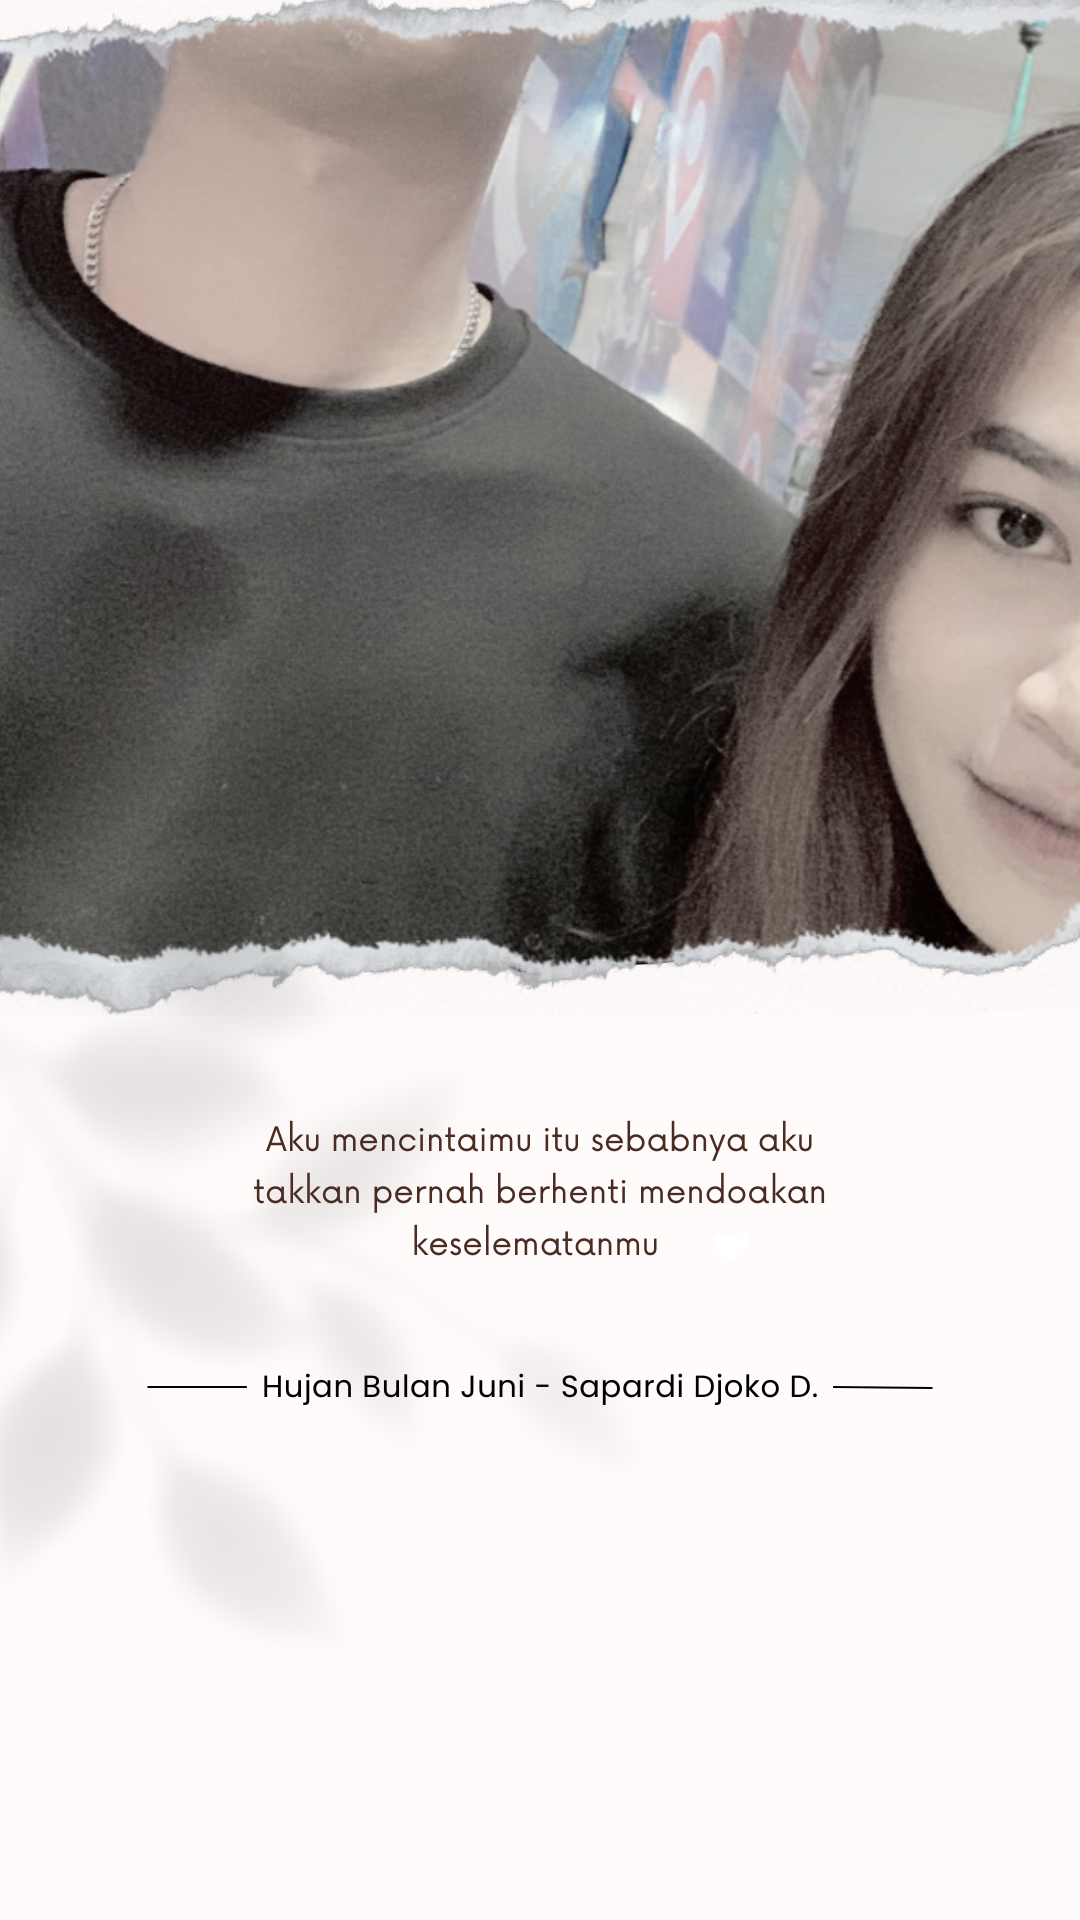 Aku mencintaimu itu sebabnya aku
takkan pernah berhenti mendoakan
keselematanmu
Hujan Bulan Juni - Sapardi Djoko D.